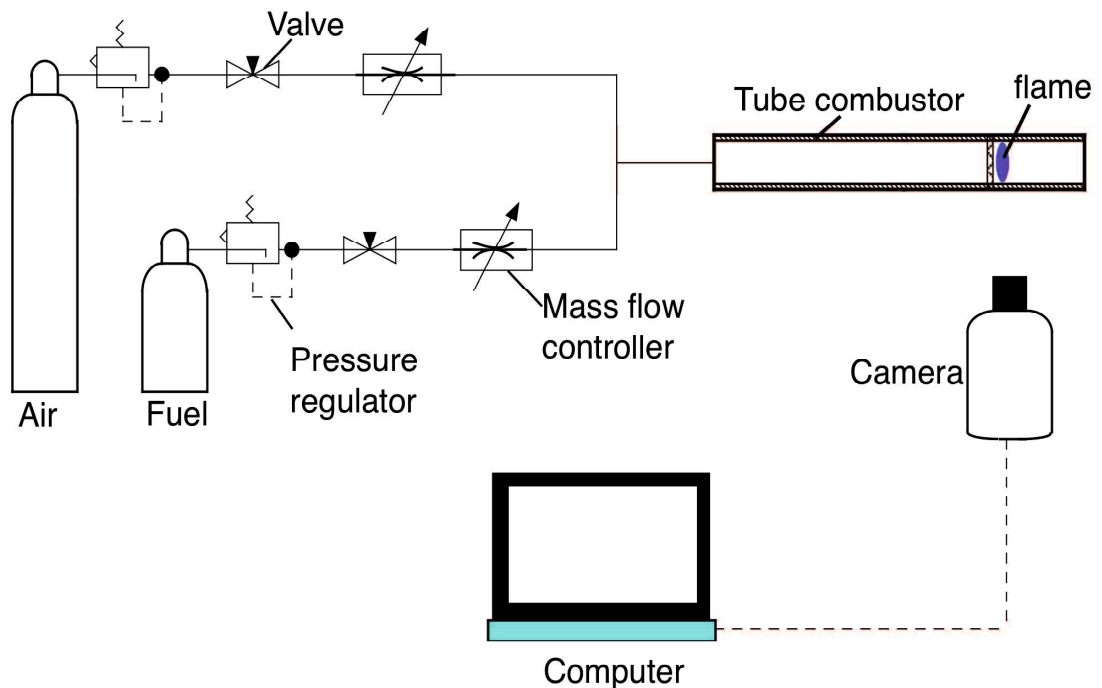 Valve
Tube combustor
flame
Mass flow
controller
Pressure
regulator
Camera
Air
Fuel
Computer